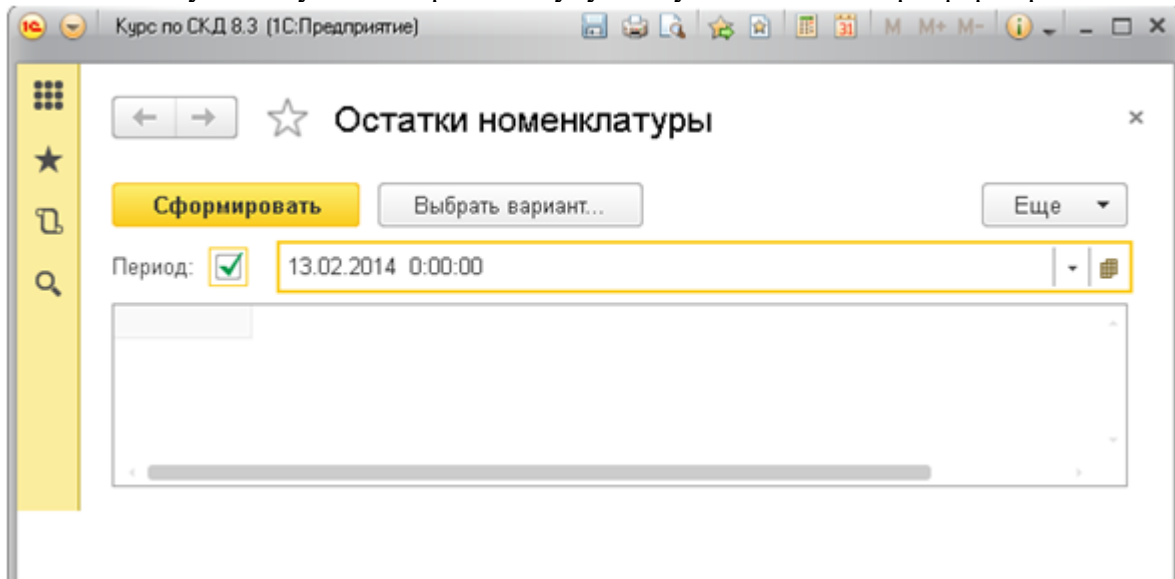 Курс по СКД 8.3 (1С:Предприятие)
M M+ M-
Остатки номенклатуры
Сформировать Выбрать вариант... Еще
Период: 13.02.2014 0:00:00